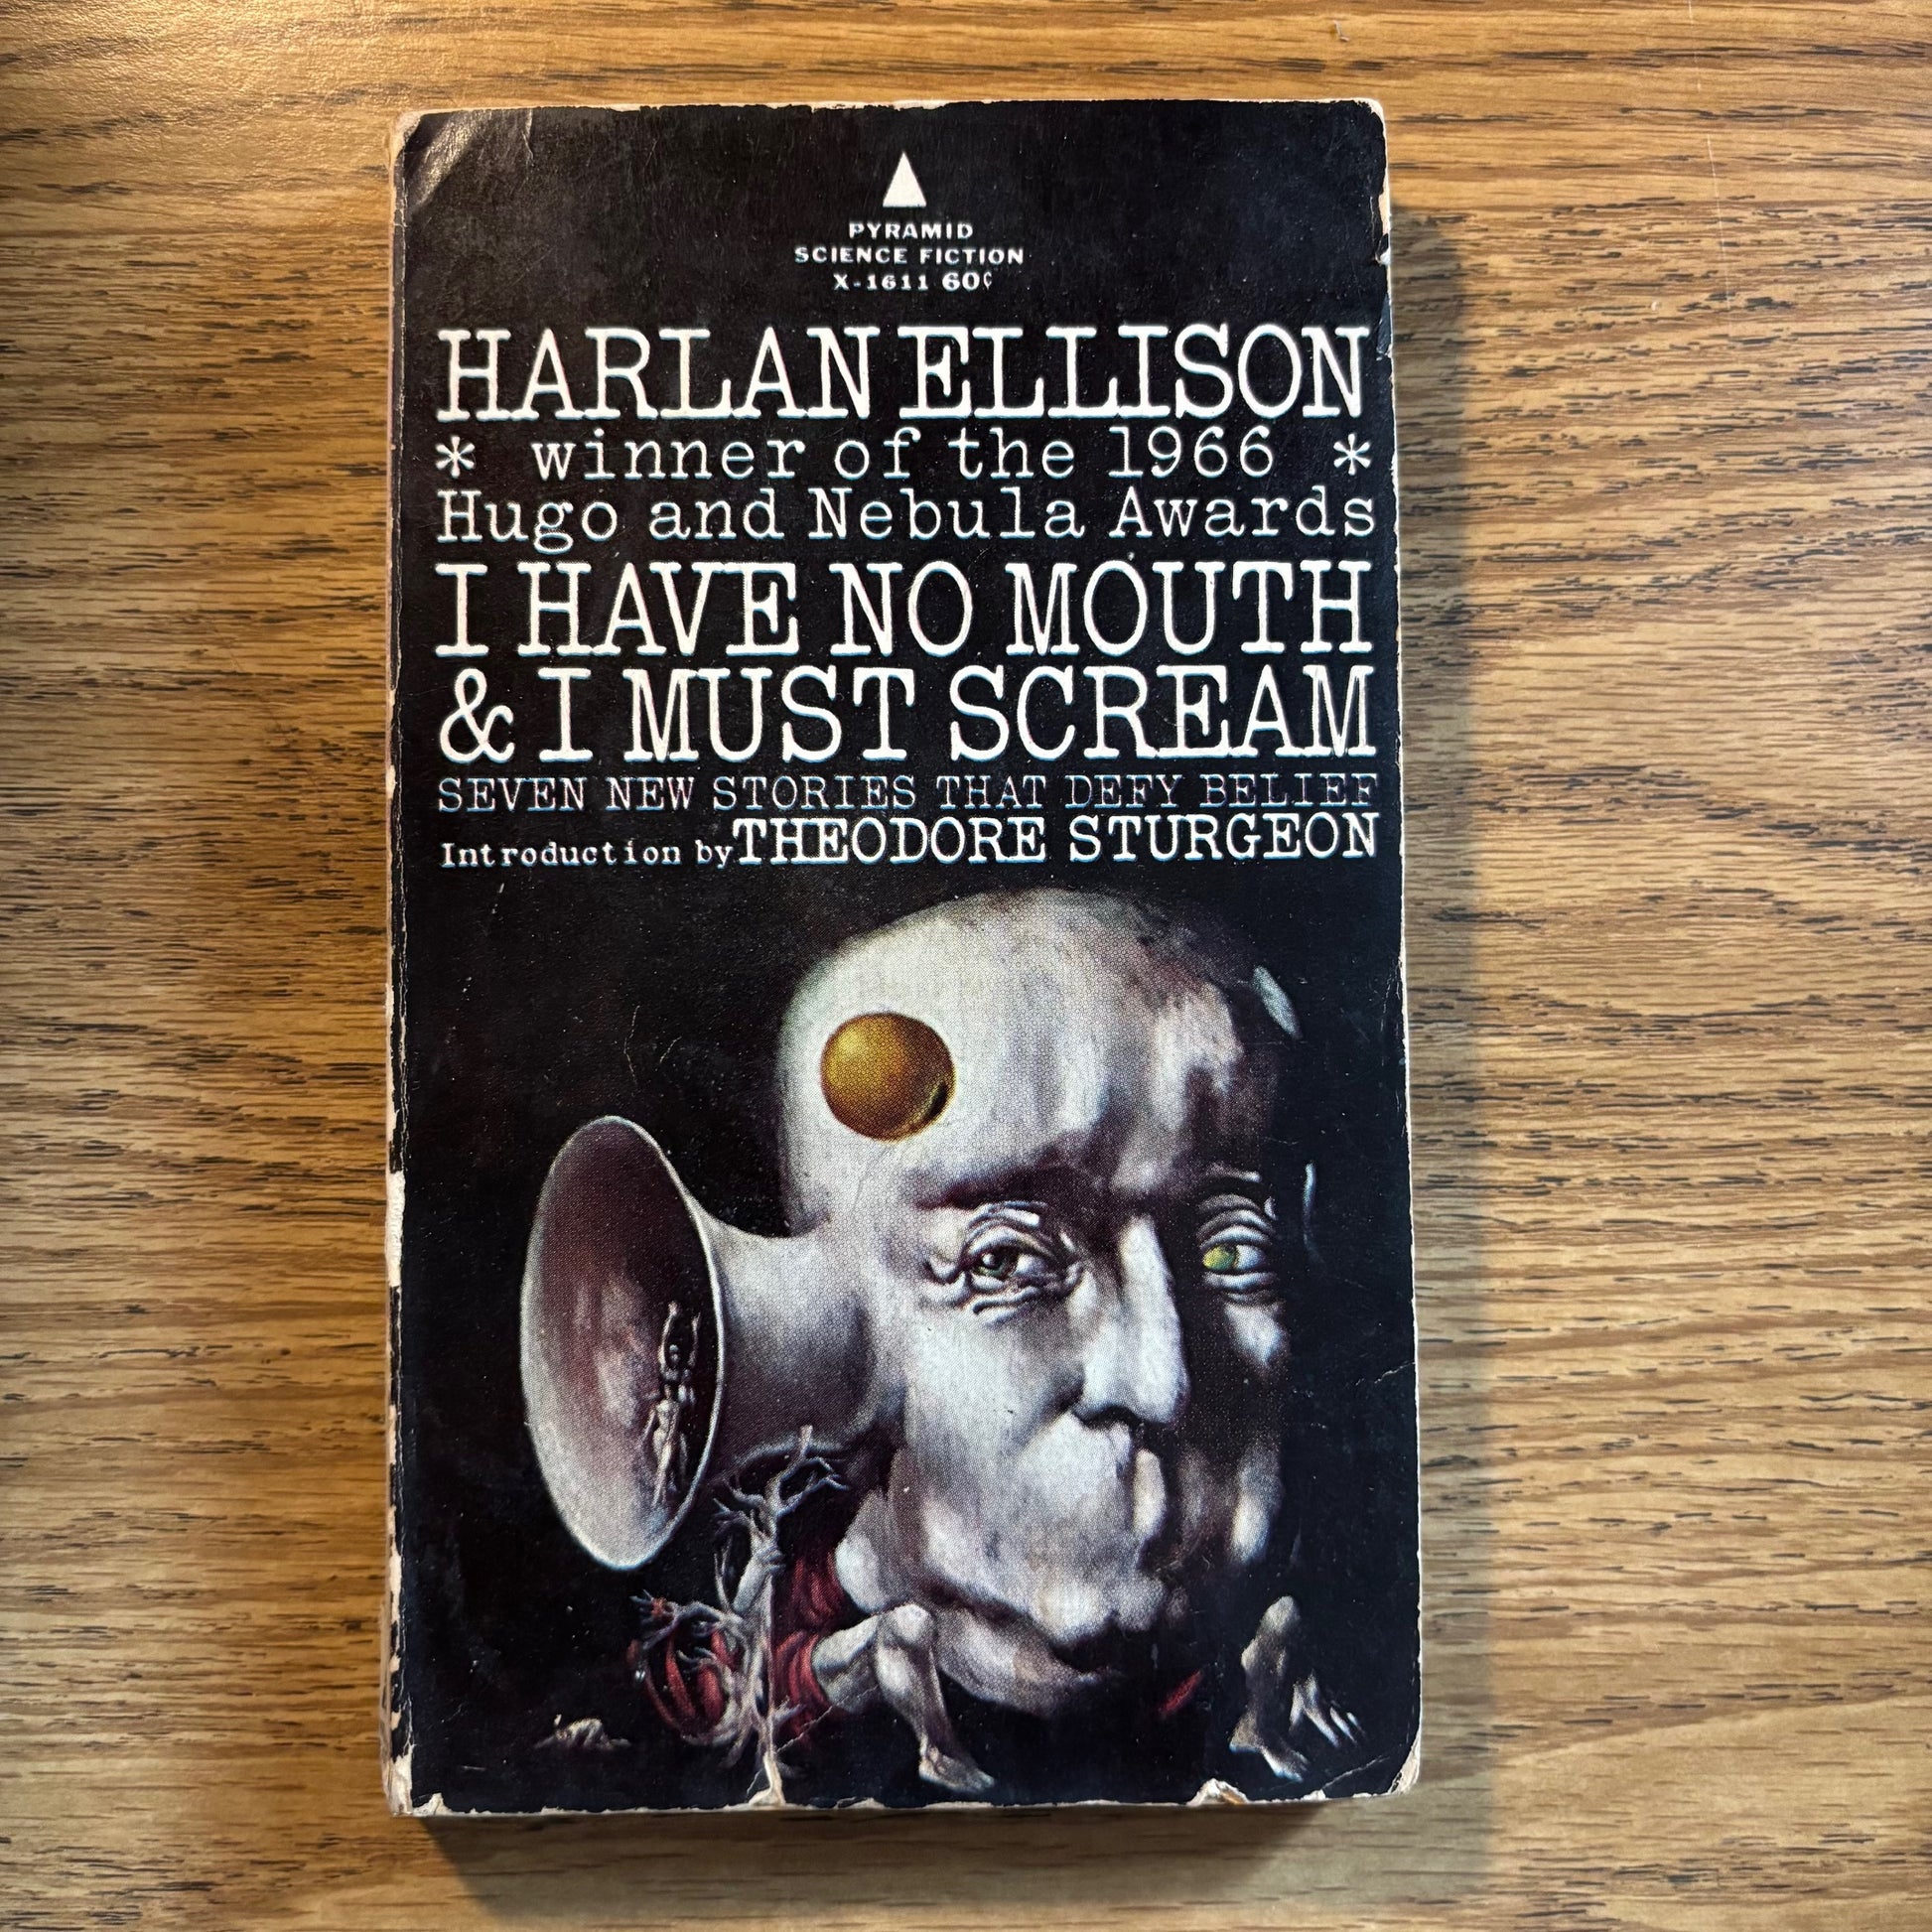 PYRAMID
SCIENCE FICTION
X-1611 60¢
HARLAN ELLISON
* winner of the 1966 *
Hugo and Nebula Awards
I HAVE NO MOUTH
& I MUST SCREAM
SEVEN NEW STORIES THAT DEFY BELIEF
Introduction by THEODORE STURGEON